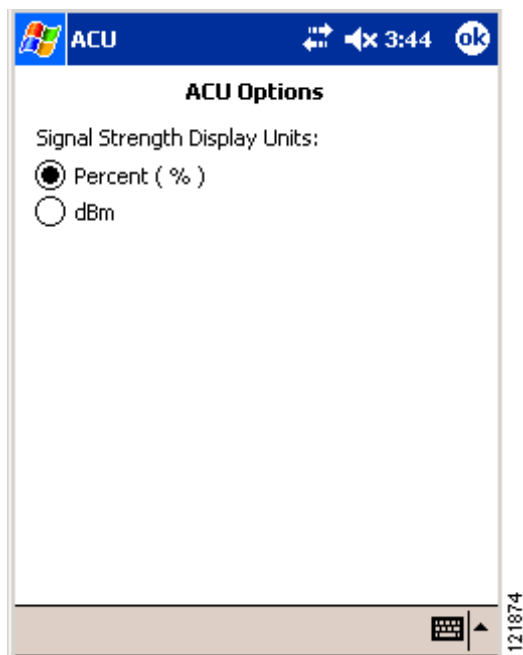 ACU 3:44 ok
ACU Options
Signal Strength Display Units:
Percent ( % )
dBm
121874